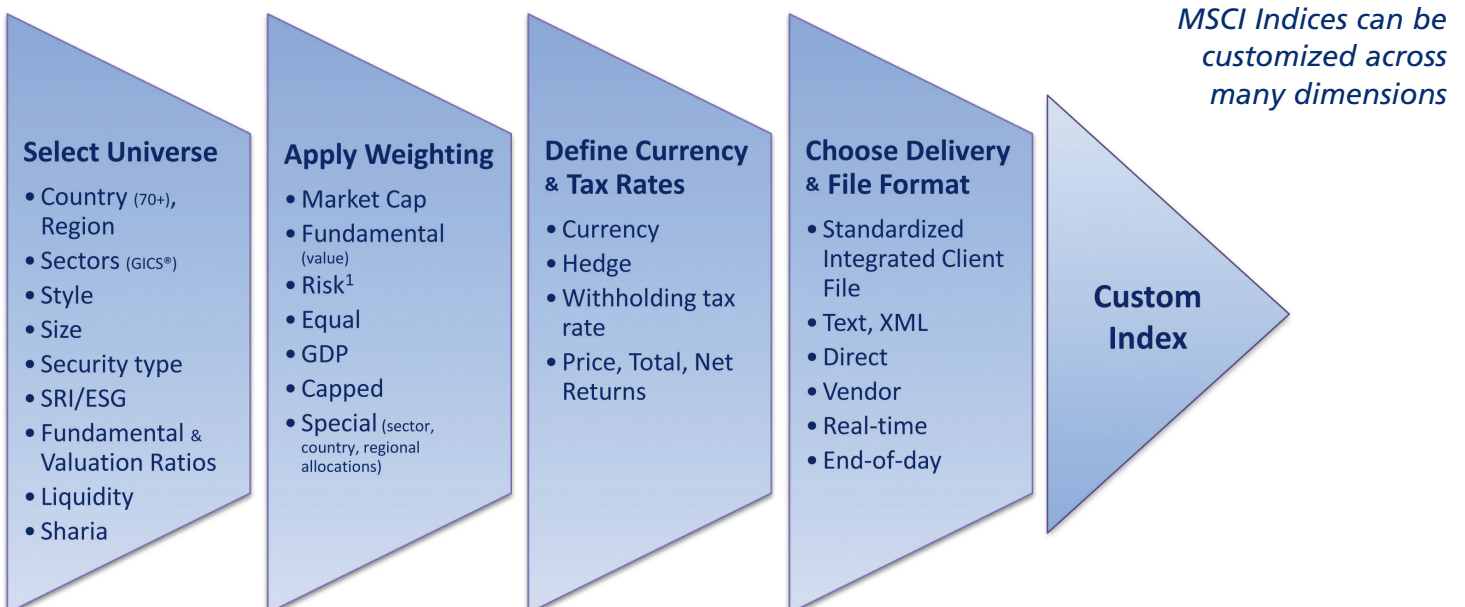 MSCI Indices can be
customized across
many dimensions
Select Universe
• Country (70+),
Region
• Sectors (GICS®)
• Style
• Size
• Security type
• SRI/ESG
• Fundamental &
Valuation Ratios
• Liquidity
• Sharia
Apply Weighting
• Market Cap
• Fundamental
(value)
• Risk¹
• Equal
• GDP
• Capped
• Special (sector,
country, regional
allocations)
Define Currency
& Tax Rates
• Currency
• Hedge
• Withholding tax
rate
• Price, Total, Net
Returns
Choose Delivery
& File Format
• Standardized
Integrated Client
File
• Text, XML
• Direct
• Vendor
• Real-time
• End-of-day
Custom
Index